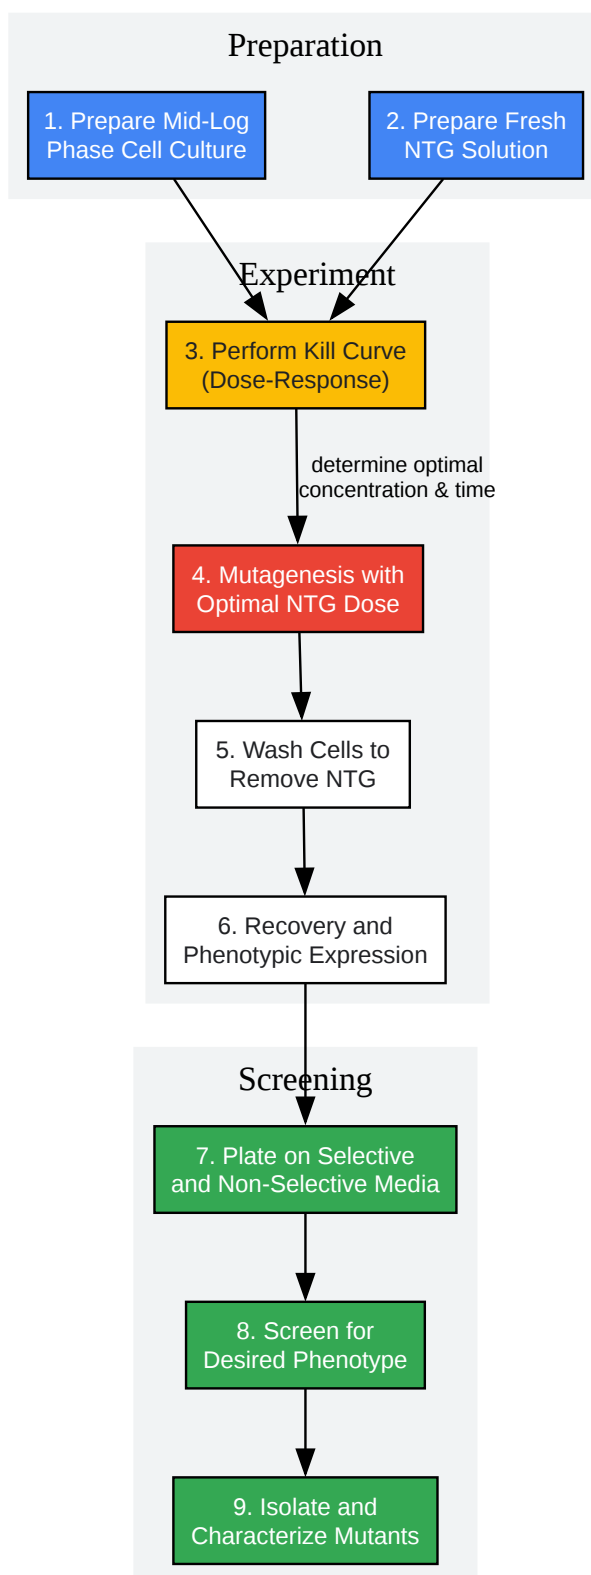 Preparation
1. Prepare Mid-Log
Phase Cell Culture
2. Prepare Fresh
NTG Solution
Experiment
3. Perform Kill Curve
(Dose-Response)
determine optimal
concentration & time
4. Mutagenesis with
Optimal NTG Dose
5. Wash Cells to
Remove NTG
6. Recovery and
Phenotypic Expression
Screening
7. Plate on Selective
and Non-Selective Media
8. Screen for
Desired Phenotype
9. Isolate and
Characterize Mutants